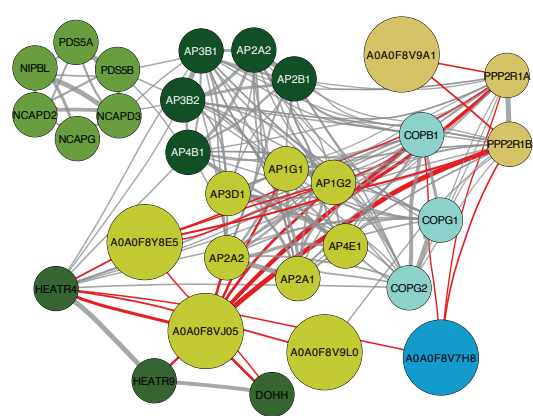 PDS5A
AP3B1
AP2A2
A0A0F8V9A1
NIPBL
PDS5B
AP2B1
PPP2R1A
AP3B2
NCAPD2
NCAPD3
COPB1
NCAPG
AP4B1
PPP2R1B
AP1G1
AP1G2
AP3D1
COPG1
A0A0F8Y8E5
AP4E1
AP2A2
AP2A1
HEATR4
COPG2
A0A0F8VJ05
A0A0F8V9L0
A0A0F8V7H8
HEATR9
DOHH